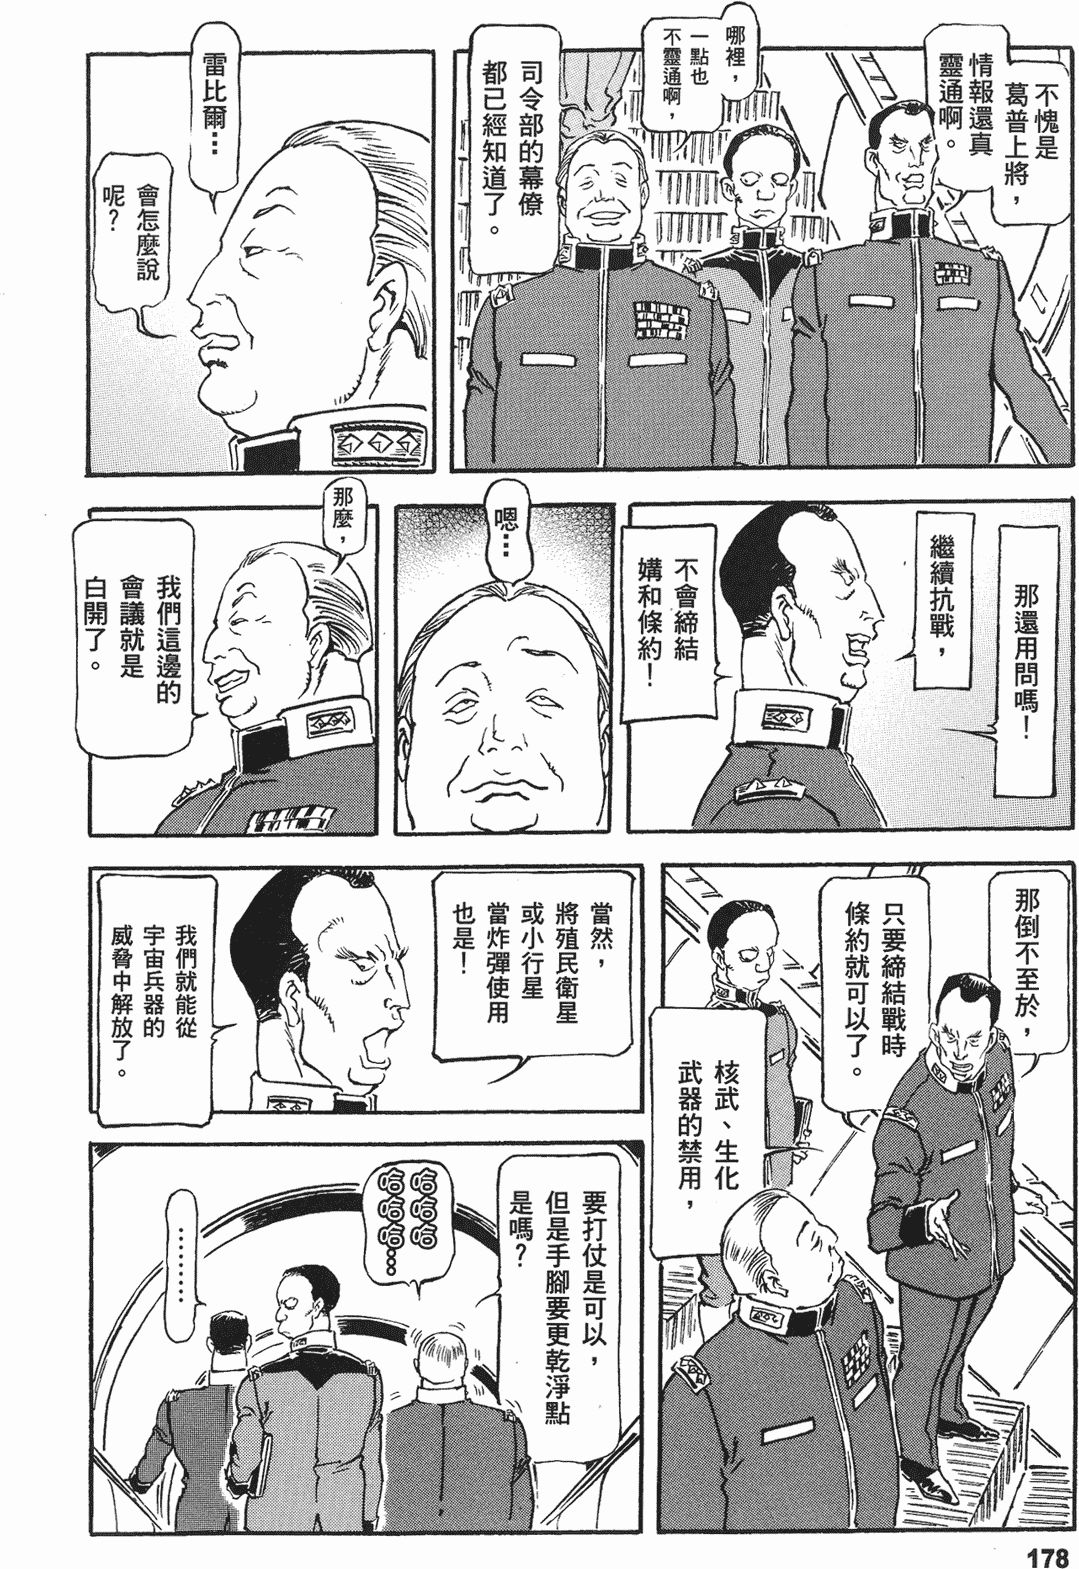 不愧是
葛普上將，
情報還真
靈通啊。
哪裡，
一點也
不靈通啊，
司令部的幕僚
都已經知道了。
雷比爾…
會怎麼說
呢？
那還用問嗎！
繼續抗戰，
不會締結
媾和條約！
嗯…
那麼，
我們這邊的
會議就是
白開了。
那倒不至於，
只要締結戰時
條約就可以了。
核武、生化
武器的禁用，
當然，
將殖民衛星
或小行星
當炸彈使用
也是！
我們就能從
宇宙兵器的
威脅中解放了。
要打仗是可以，
但是手腳要更乾淨點
是嗎？
哈哈哈
哈哈哈…
………
178